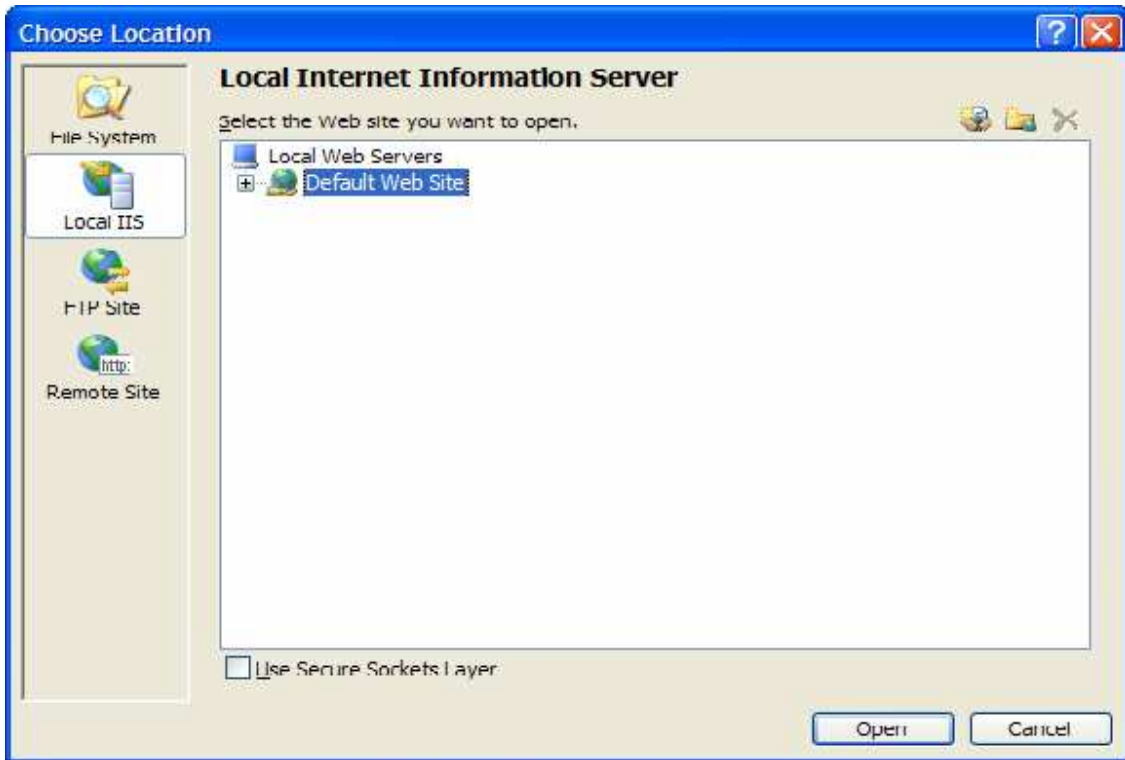 Choose Location
Local Internet Information Server
Select the Web site you want to open.
File System
Local IIS
FTP Site
http:
Remote Site
Local Web Servers
Default Web Site
Use Secure Sockets Layer
Open
Cancel